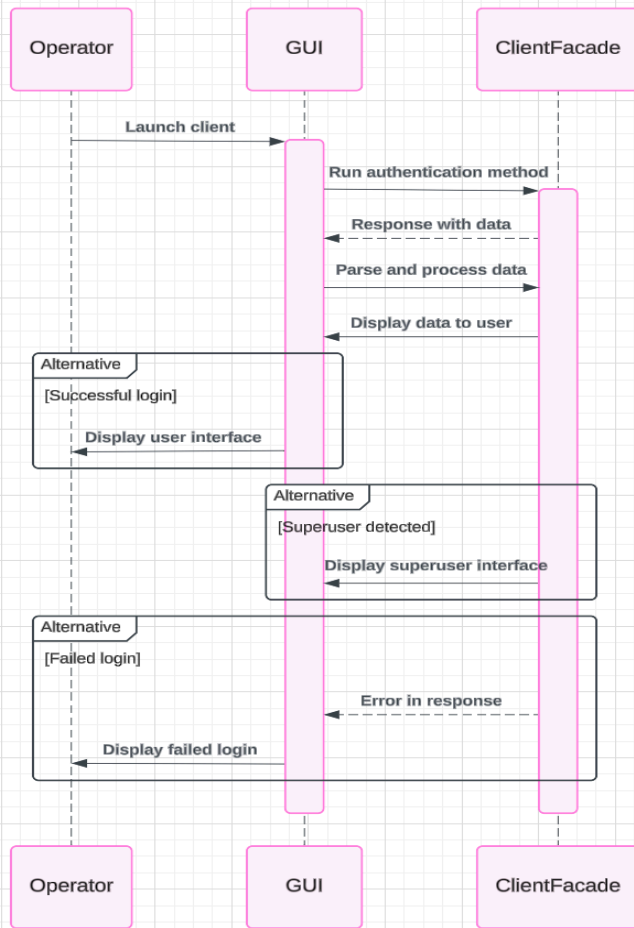 Operator
GUI
ClientFacade
Launch client
Run authentication method
Response with data
Parse and process data
Display data to user
Alternative
[Successful login]
Display user interface
Alternative
[Superuser detected]
Display superuser interface
Alternative
[Failed login]
Error in response
Display failed login
Operator
GUI
ClientFacade